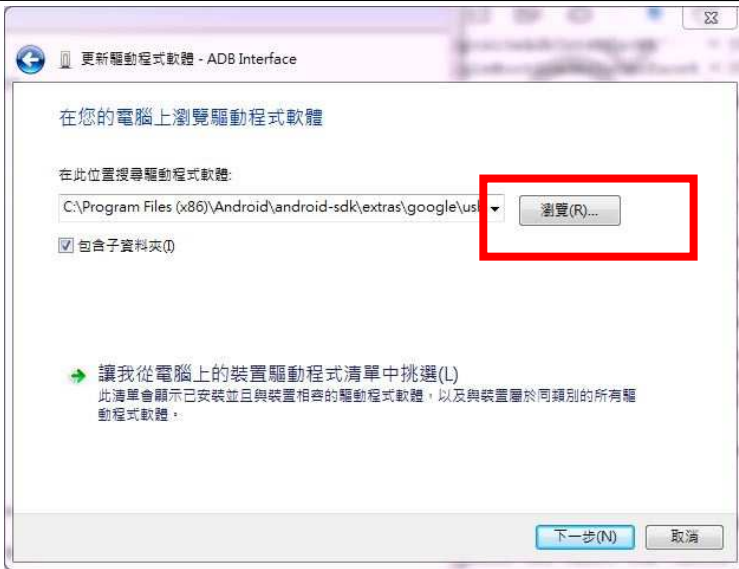 更新驅動程式軟體 - ADB Interface
在您的電腦上瀏覽驅動程式軟體
在此位置搜尋驅動程式軟體:
C:\Program Files (x86)\Android\android-sdk\extras\google\usb
瀏覽(R)...
包含子資料夾(I)
讓我從電腦上的裝置驅動程式清單中挑選(L)
此清單會顯示已安裝並且與裝置相容的驅動程式軟體，以及與裝置屬於同類別的所有驅
動程式軟體。
下一步(N)
取消